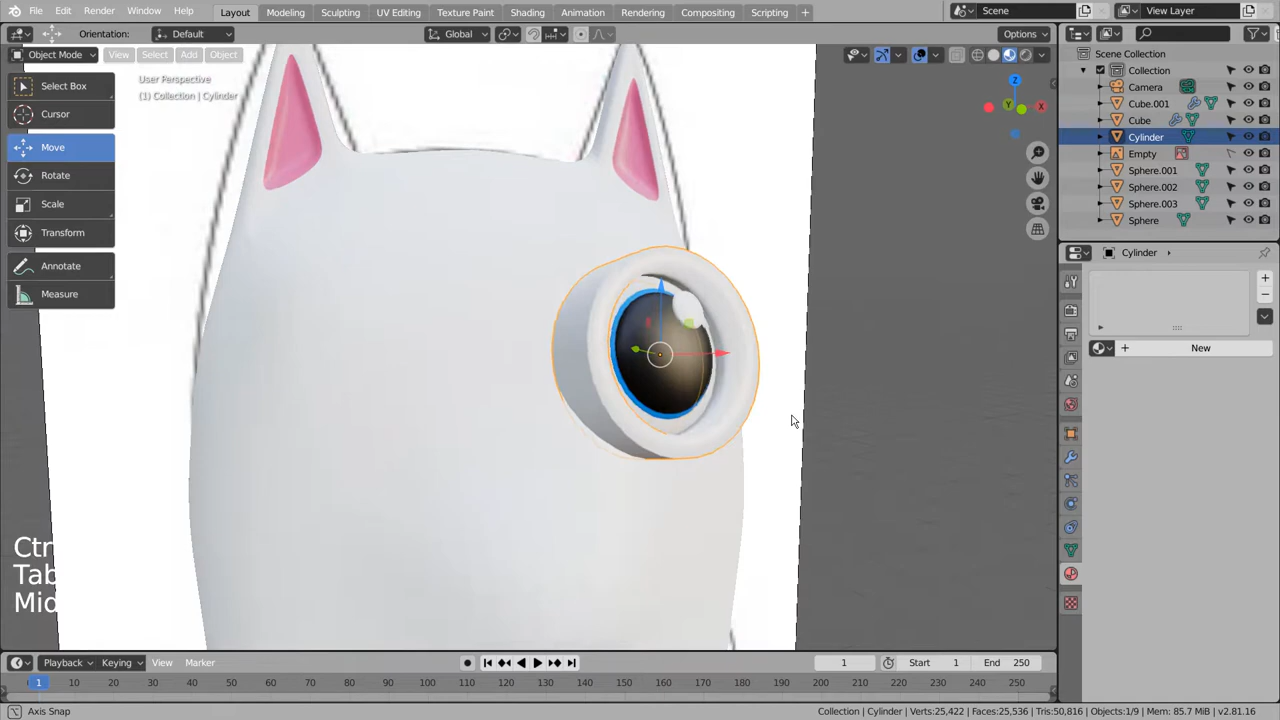 File Edit Render Window Help Layout Modeling Sculpting UV Editing Texture Paint Shading Animation Rendering Compositing Scripting + Scene View Layer
Orientation: Default Global Options
Object Mode View Select Add Object
User Perspective
(1) Collection | Cylinder
Select Box
Cursor
Move
Rotate
Scale
Transform
Annotate
Measure
Z
Y
X
Scene Collection
Collection
Camera
Cube.001
Cube
Cylinder
Empty
Sphere.001
Sphere.002
Sphere.003
Sphere
Cylinder
New
Playback Keying View Marker 1 Start 1 End 250
1 10 20 30 40 50 60 70 80 90 100 110 120 130 140 150 160 170 180 190 200 210 220 230 240 250
Axis Snap
Collection | Cylinder | Verts:25,422 | Faces:25,536 | Tris:50,816 | Objects:1/9 | Mem: 85.7 MiB | v2.81.16